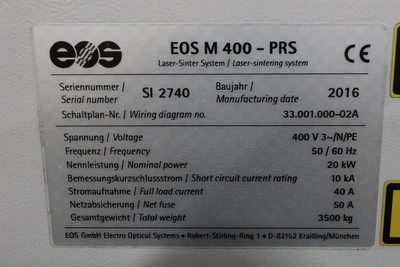 eos EOS M 400 - PRS CE
Laser-Sinter System / Laser-sintering system
Seriennummer / Serial number SI 2740 Baujahr / Manufacturing date 2016
Schaltplan-Nr. / Wiring diagram no. 33.001.000-02A
Spannung / Voltage 400 V 3~/N/PE
Frequenz / Frequency 50 / 60 Hz
Nennleistung / Nominal power 20 kW
Bemessungskurzschlussstrom / Short circuit current rating 10 kA
Stromaufnahme / Full load current 40 A
Netzabsicherung / Net fuse 50 A
Gesamtgewicht / Total weight 3500 kg
EOS GmbH Electro Optical Systems • Robert-Stirling-Ring 1 • D-82152 Krailling/München